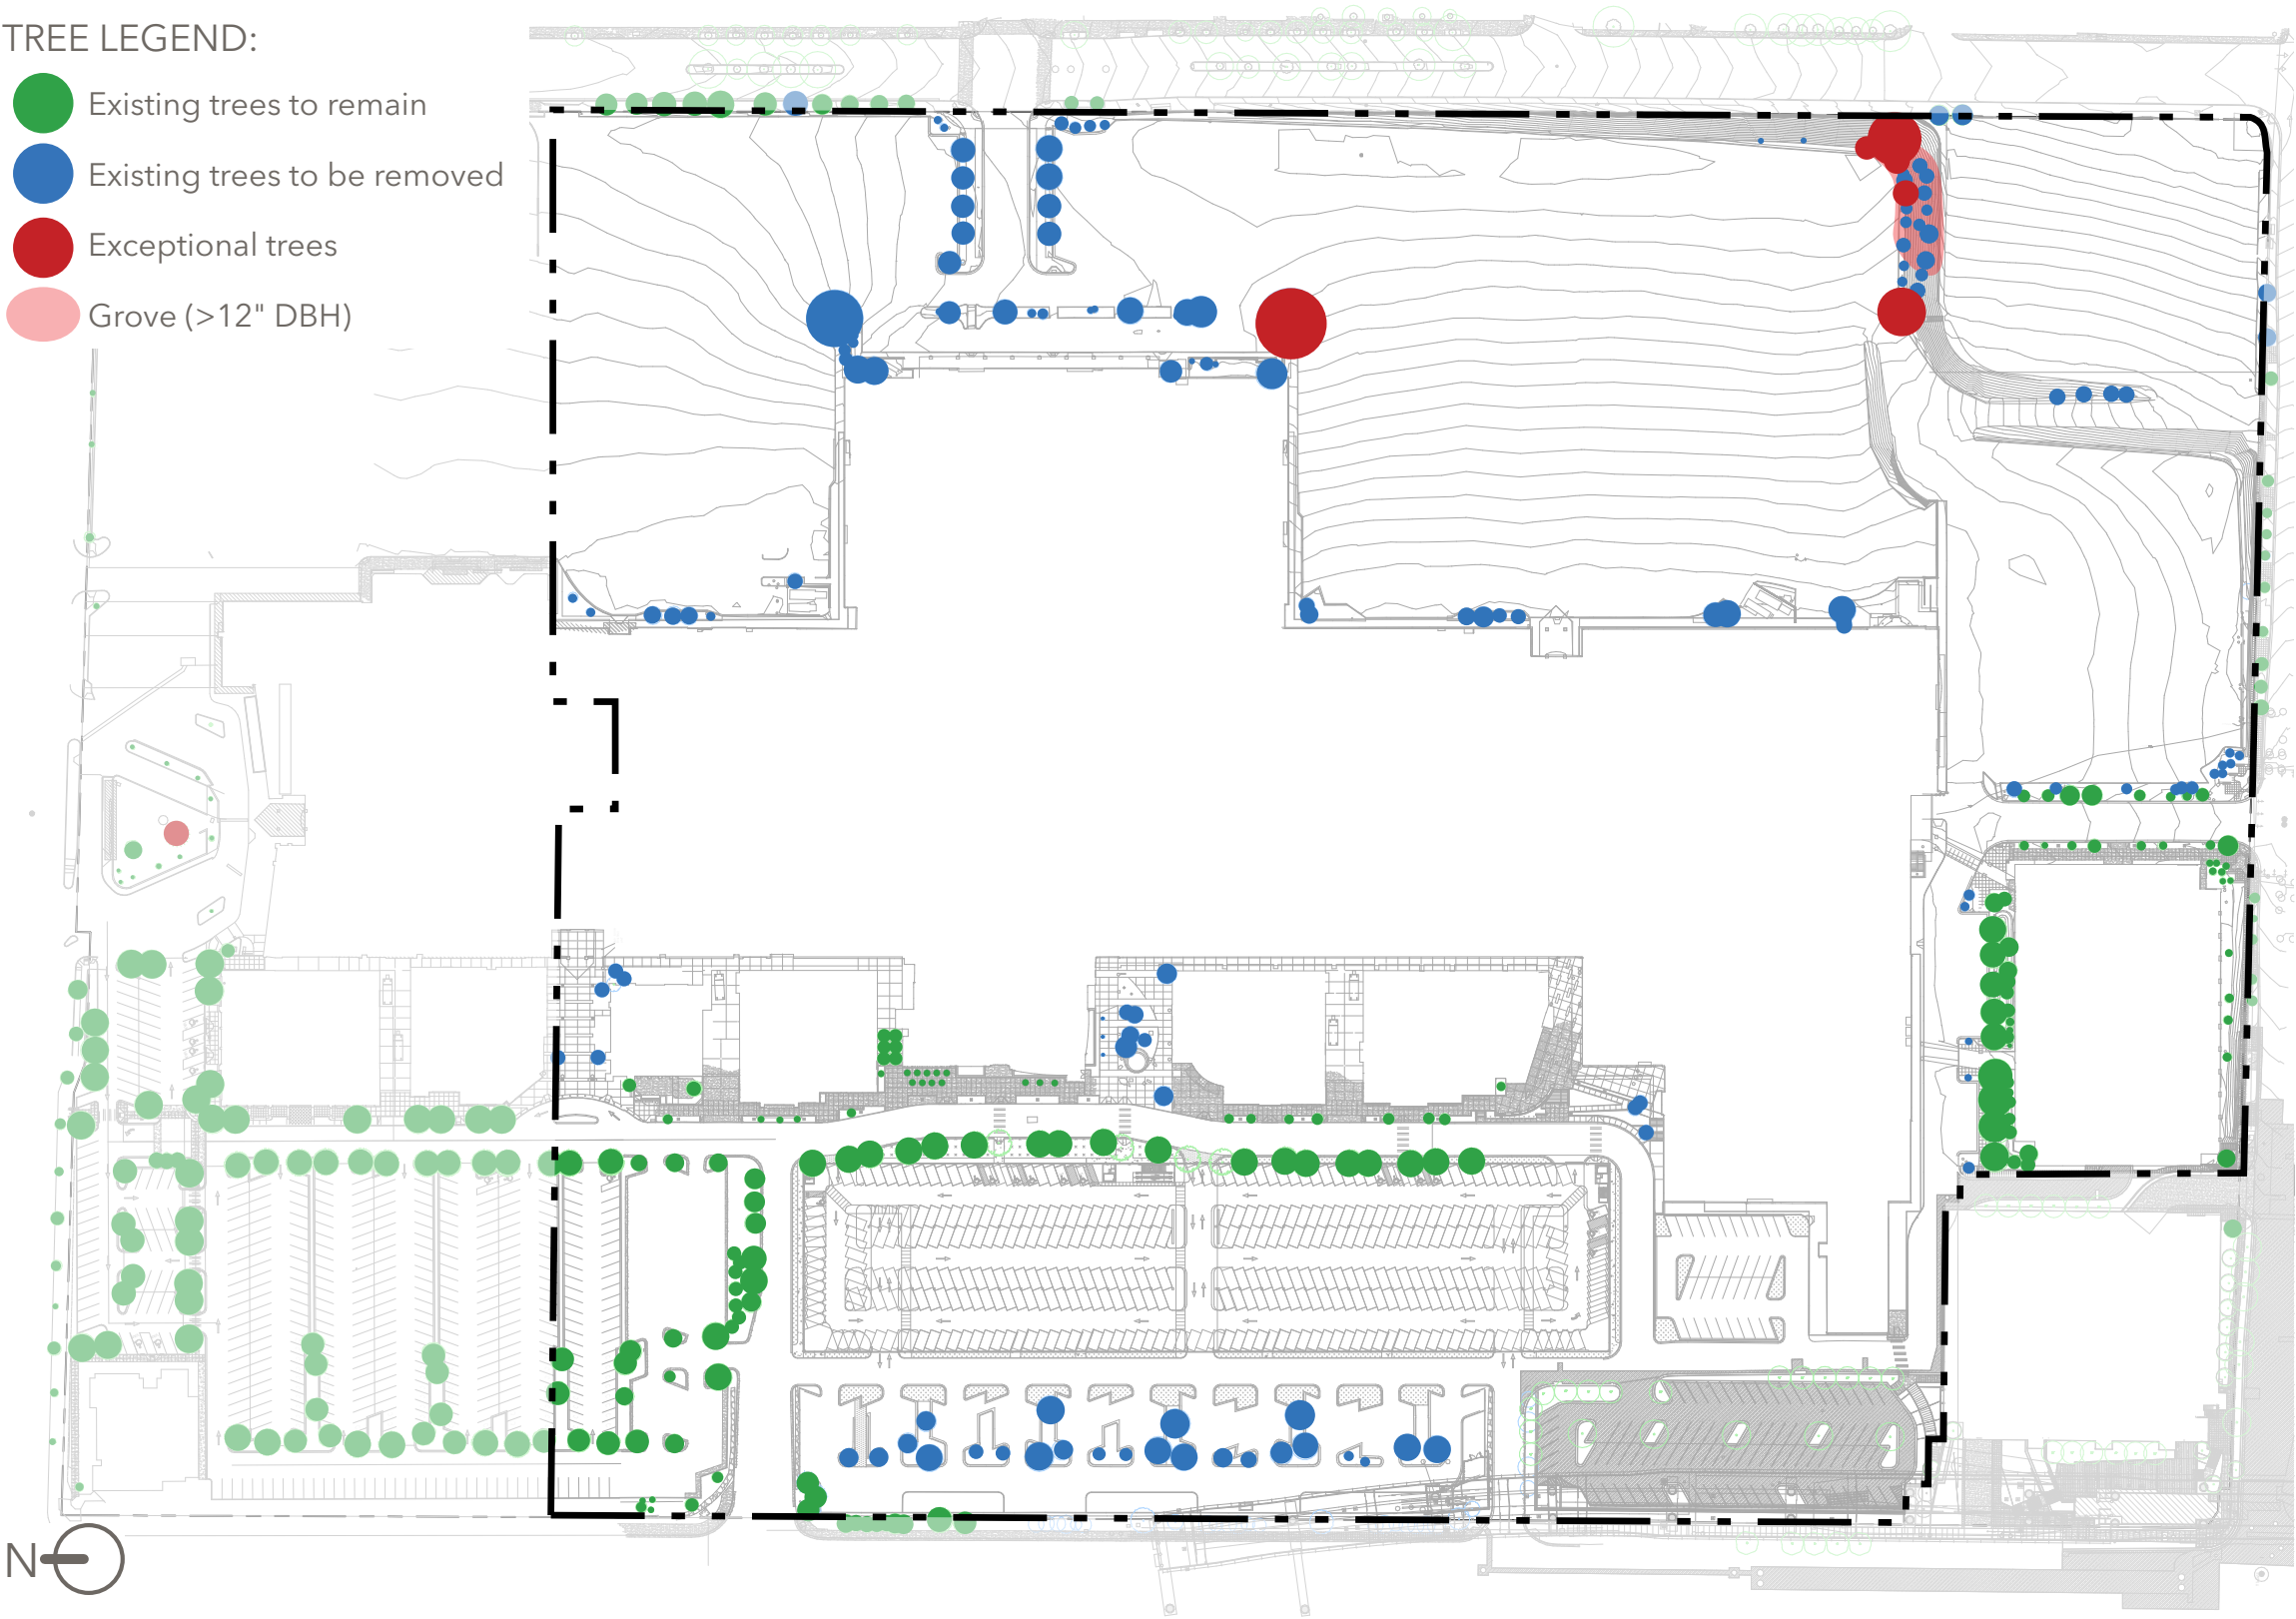 TREE LEGEND:
Existing trees to remain
Existing trees to be removed
Exceptional trees
Grove (>12" DBH)
N